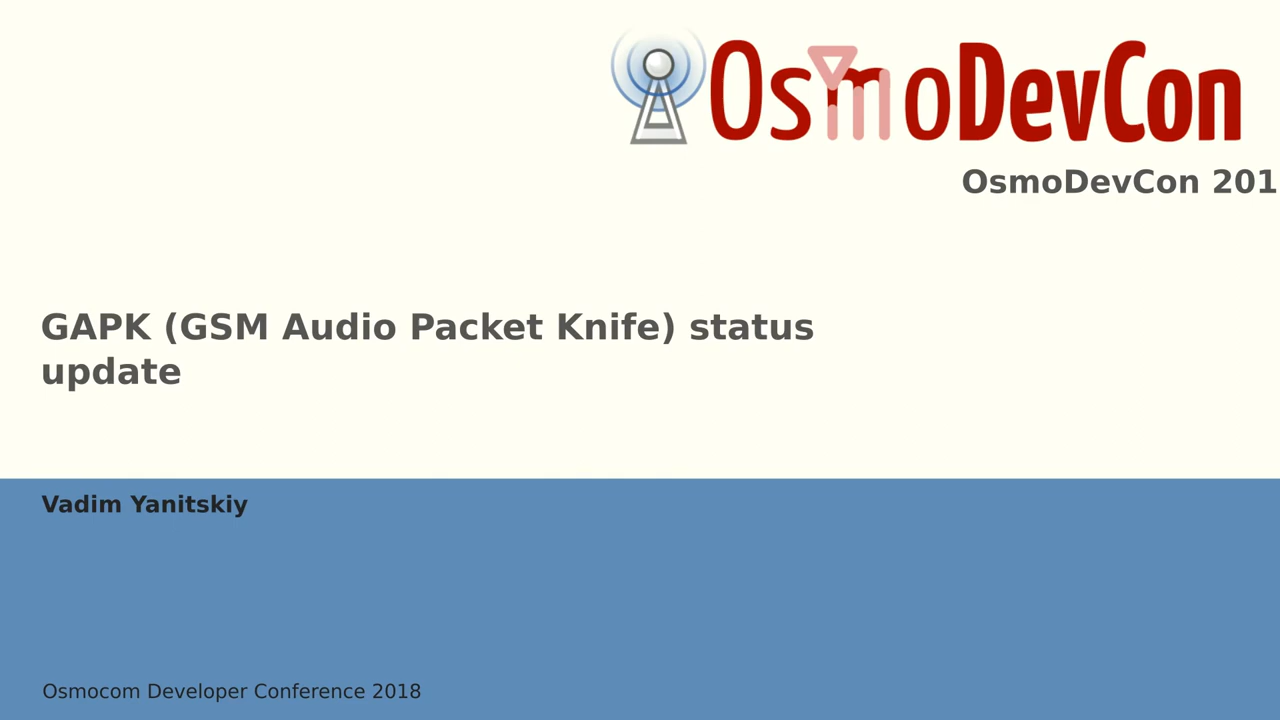 OsmoDevCon
OsmoDevCon 201
GAPK (GSM Audio Packet Knife) status
update
Vadim Yanitskiy
Osmocom Developer Conference 2018